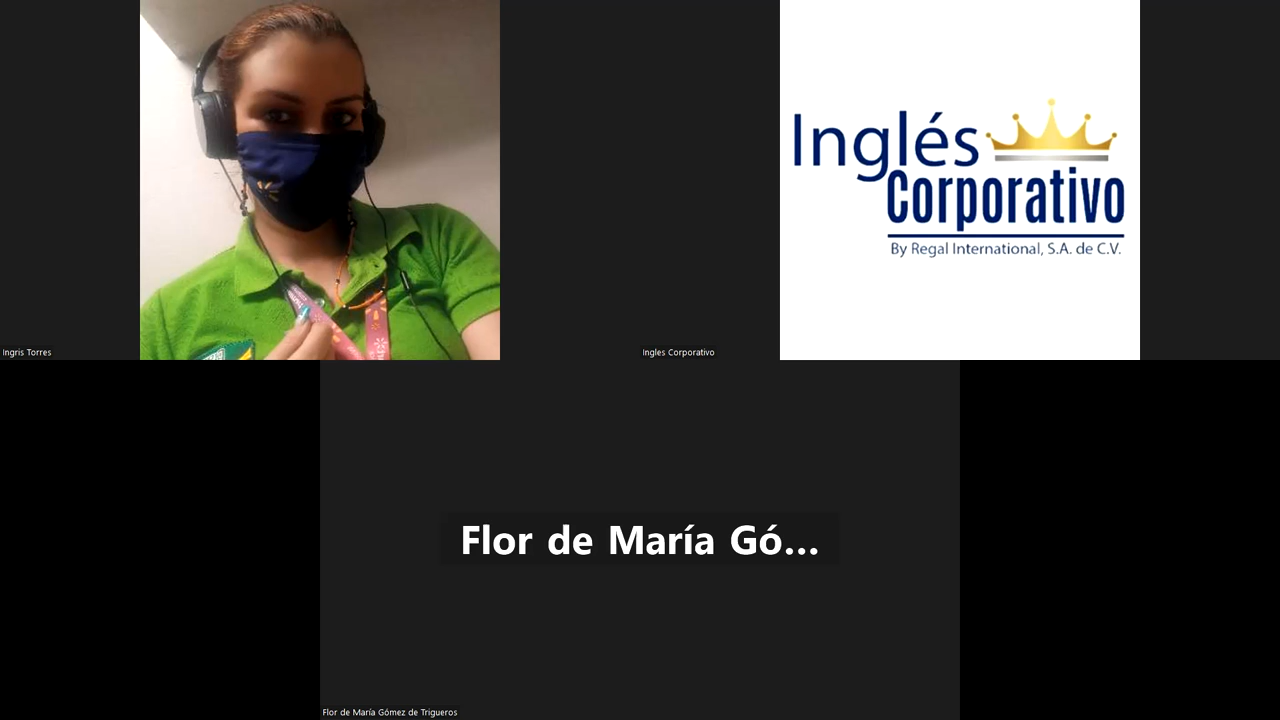 Inglés
Corporativo
By Regal International, S.A. de C.V.
Ingris Torres
Ingles Corporativo
Flor de María Gó...
Flor de María Gómez de Trigueros